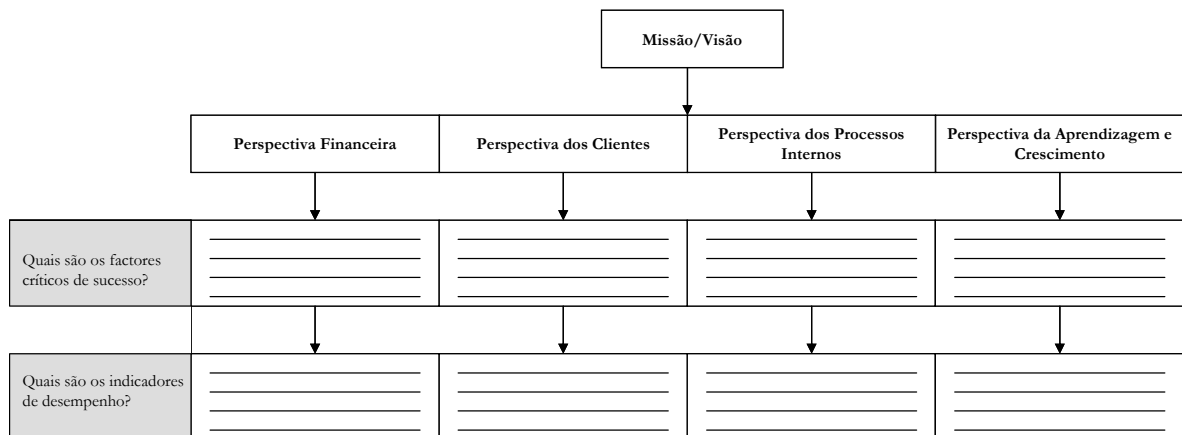 Missão/Visão
Perspectiva Financeira
Perspectiva dos Clientes
Perspectiva dos Processos
Internos
Perspectiva da Aprendizagem e
Crescimento
Quais são os factores
críticos de sucesso?
Quais são os indicadores
de desempenho?